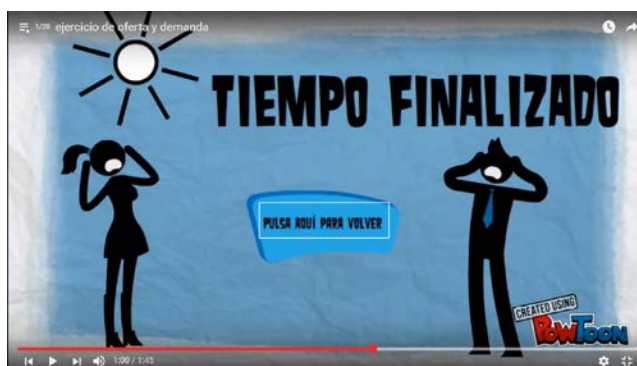 1/28 ejercicio de oferta y demanda
TIEMPO FINALIZADO
PULSA AQUÍ PARA VOLVER
CREATED USING
POWTOON
1:00 / 1:45